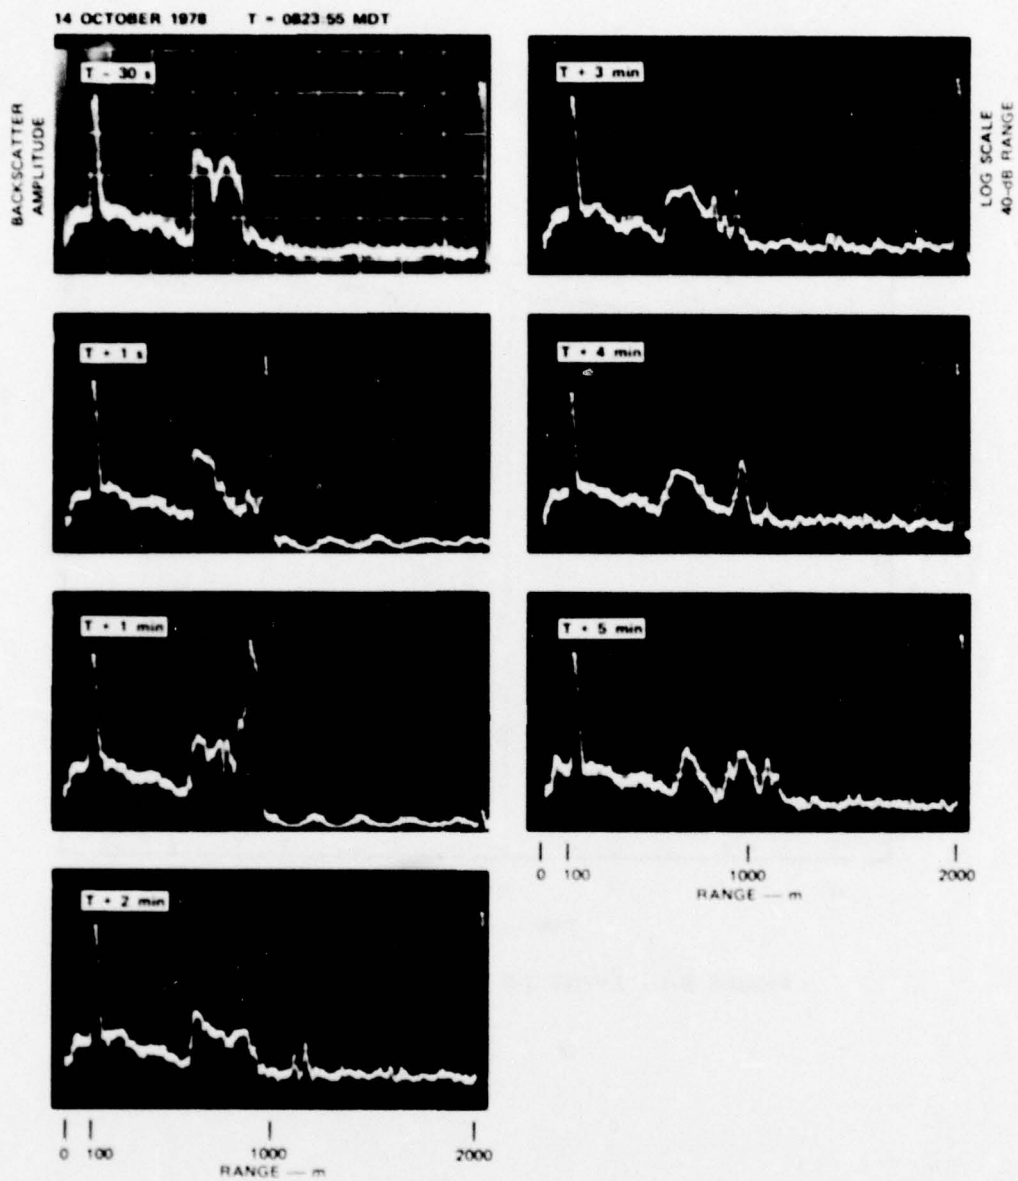 14 OCTOBER 1978 T = 0823:55 MDT
BACKSCATTER
AMPLITUDE
T - 30 s
T + 3 min
LOG SCALE
40-dB RANGE
T + 1 s
T + 4 min
T + 1 min
T + 5 min
0 100 1000 2000
RANGE — m
T + 2 min
0 100 1000 2000
RANGE — m